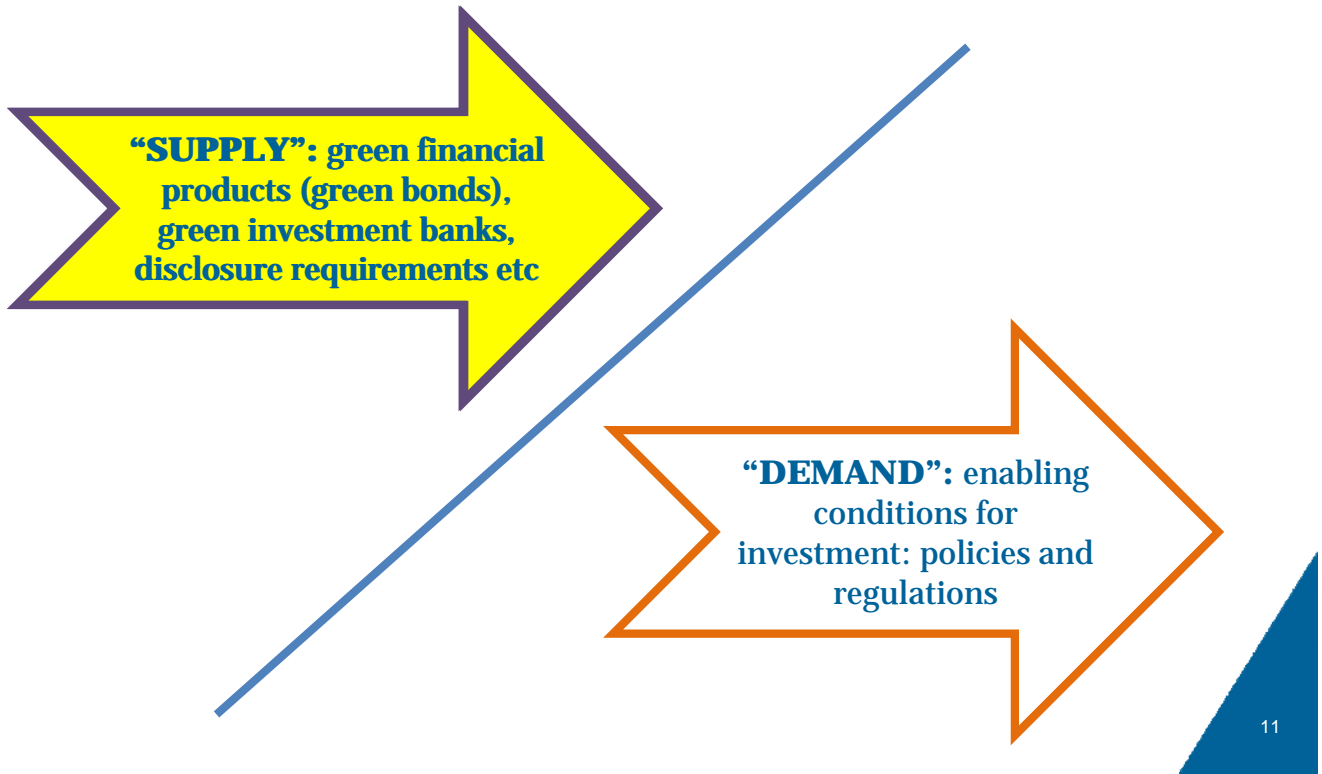 “SUPPLY”: green financial
products (green bonds),
green investment banks,
disclosure requirements etc
“DEMAND”: enabling
conditions for
investment: policies and
regulations
11